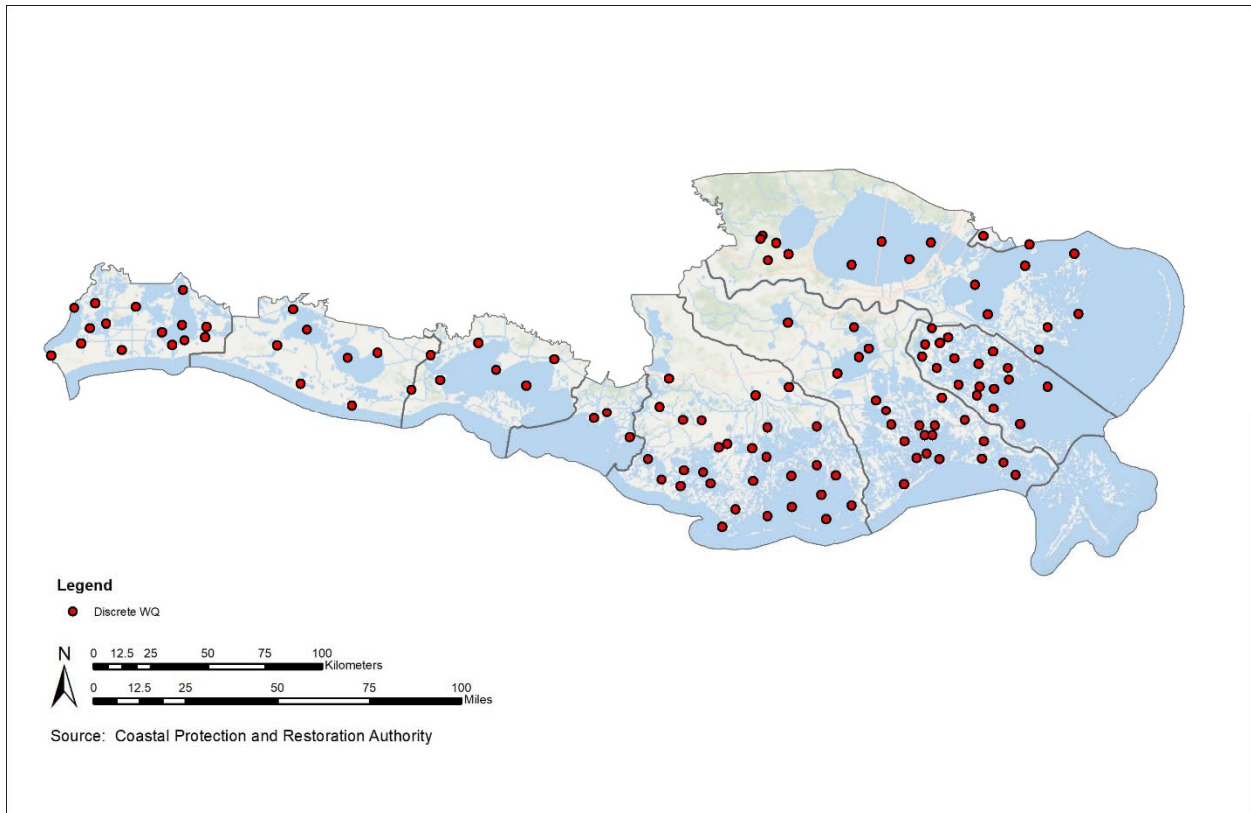 Legend
Discrete WQ
N
0 12.5 25 50 75 100
Kilometers
0 12.5 25 50 75 100
Miles
Source: Coastal Protection and Restoration Authority